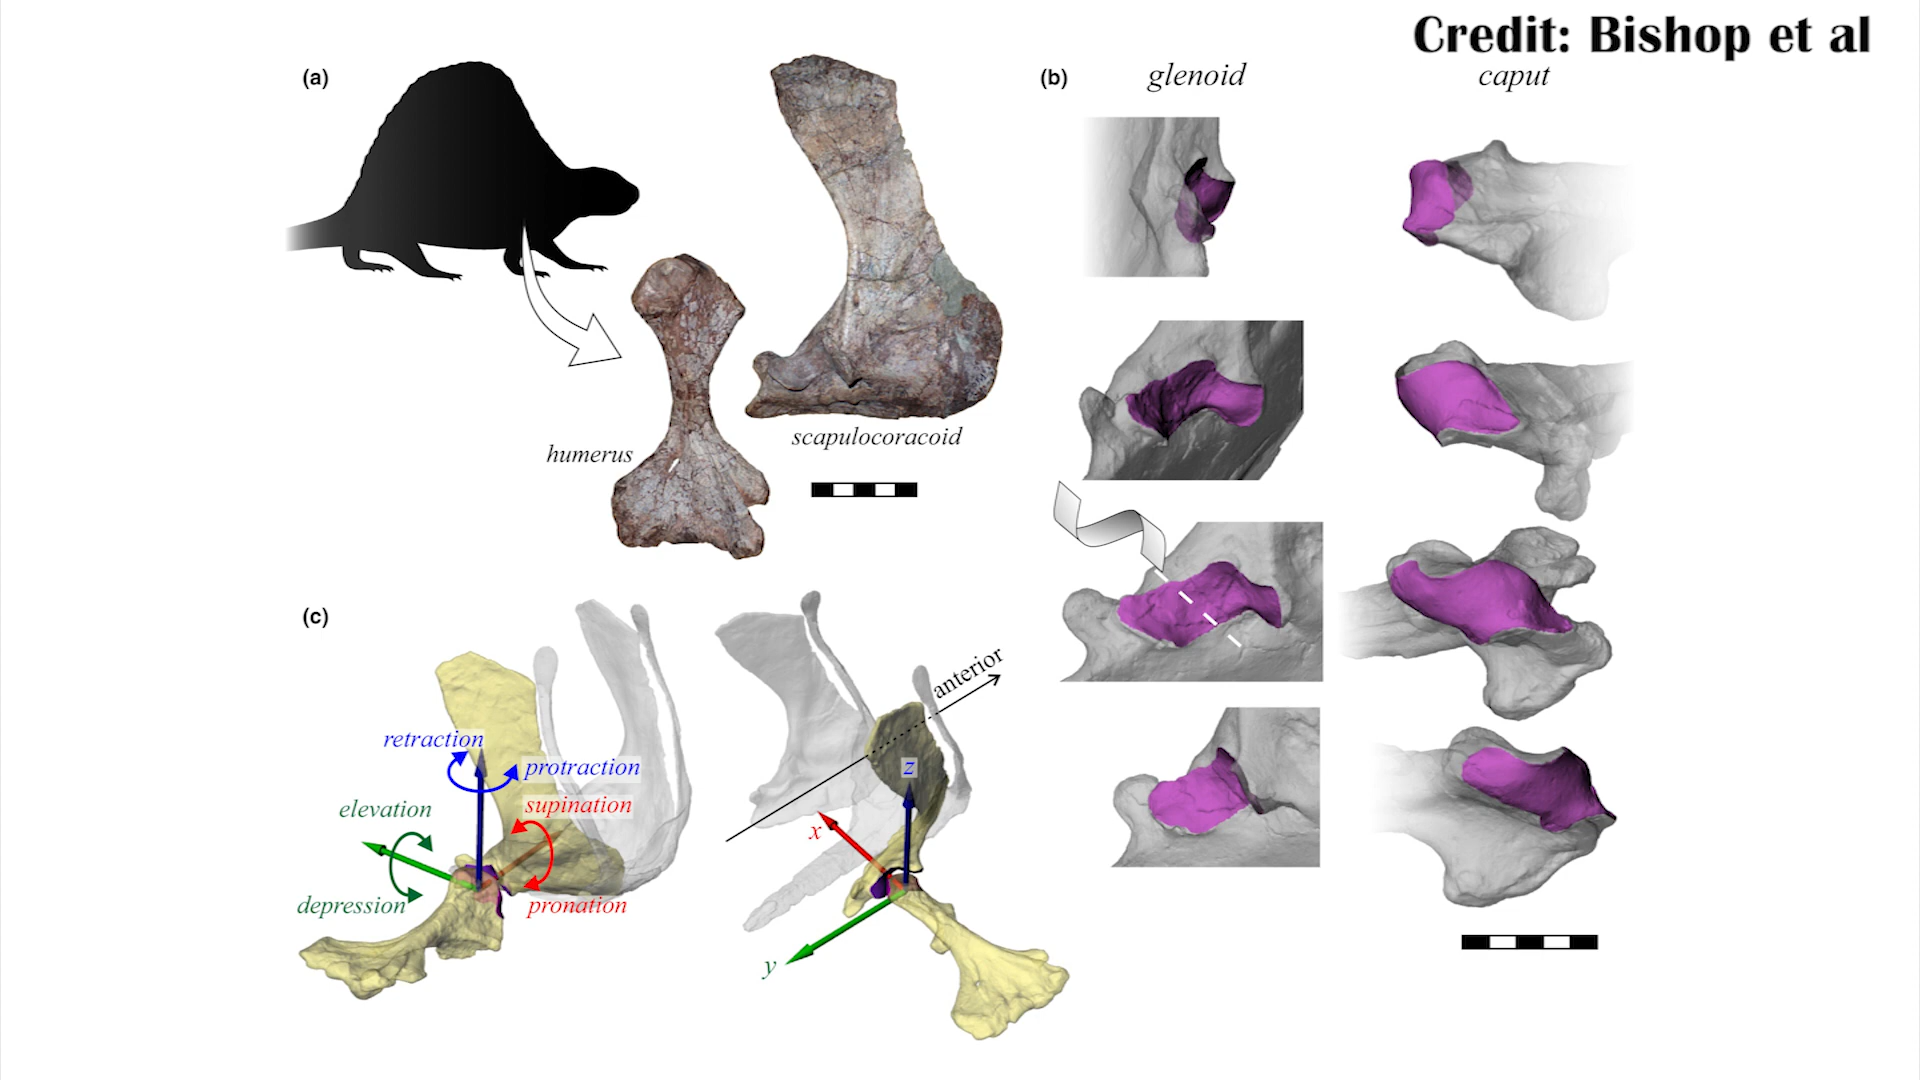 Credit: Bishop et al
(a)
(b)
glenoid
caput
humerus
scapulocoracoid
(c)
anterior
retraction
protraction
elevation
supination
depression
pronation
z
x
y